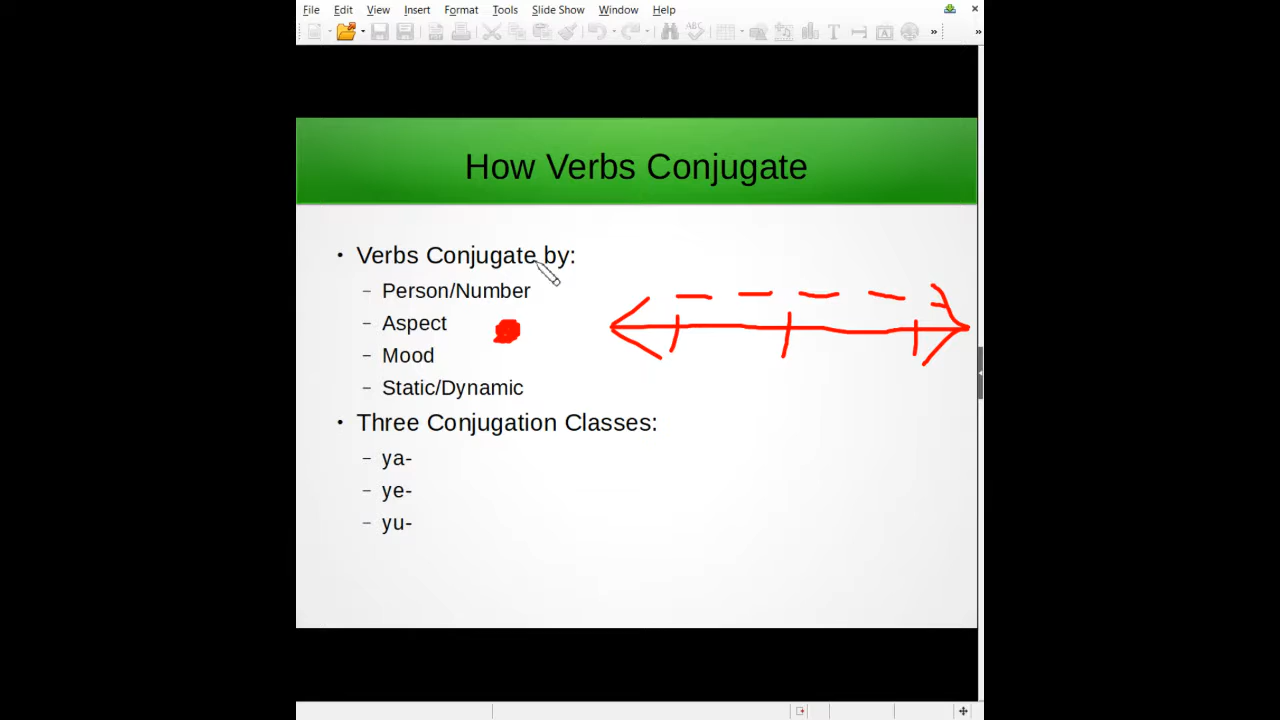 File Edit View Insert Format Tools Slide Show Window Help
ABC
How Verbs Conjugate
• Verbs Conjugate by:
– Person/Number
– Aspect
– Mood
– Static/Dynamic
• Three Conjugation Classes:
– ya-
– ye-
– yu-